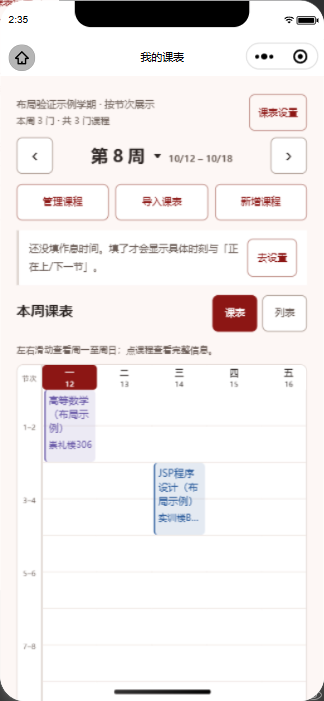 课表
2:35
我的课表
布局验证示例学期 · 按节次展示
本周 3 门 · 共 3 门课程
课表设置
第 8 周
10/12 – 10/18
管理课程
导入课表
新增课程
还没填作息时间。填了才会显示具体时刻与「正
在上/下一节」。
去设置
本周课表
课表
列表
左右滑动查看周一至周日；点课程查看完整信息。
节次
一
二
三
四
五
12
13
14
15
16
高等数学
（布局示
例）
崇礼楼306
1–2
JSP程序
设计（布
局示例）
实训楼B...
3–4
5–6
7–8